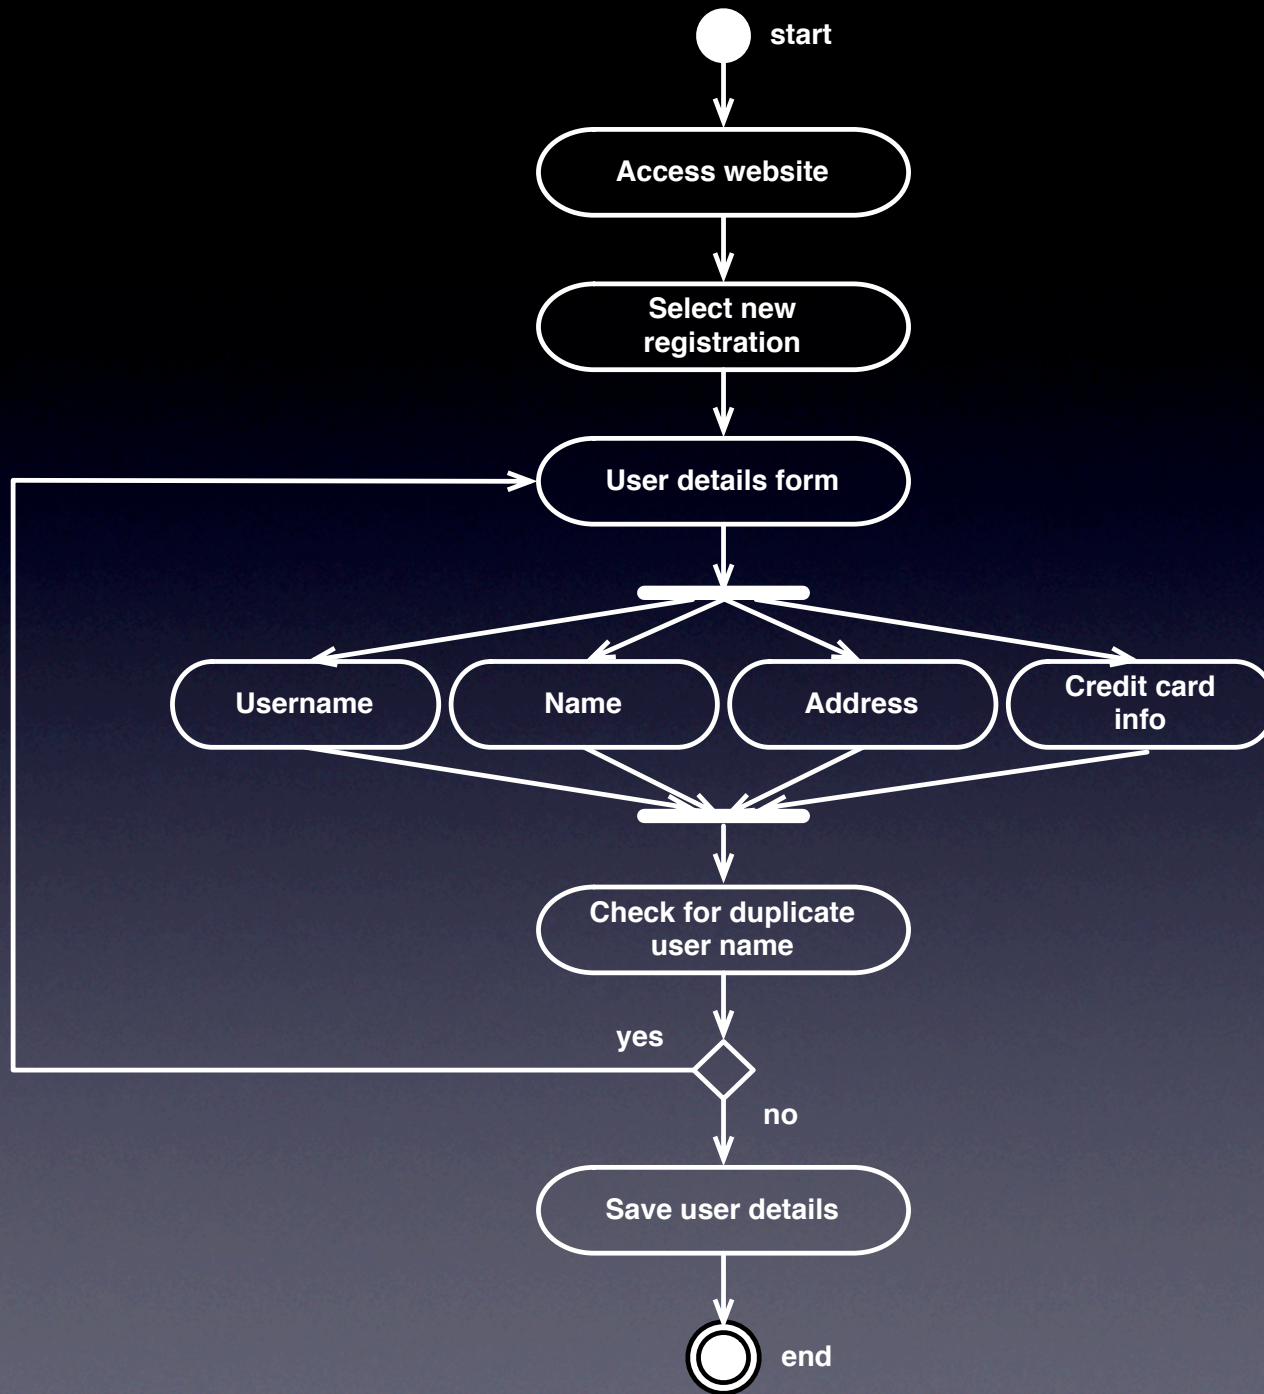 start
Access website
Select new
registration
User details form
Username
Name
Address
Credit card
info
Check for duplicate
user name
yes
no
Save user details
end